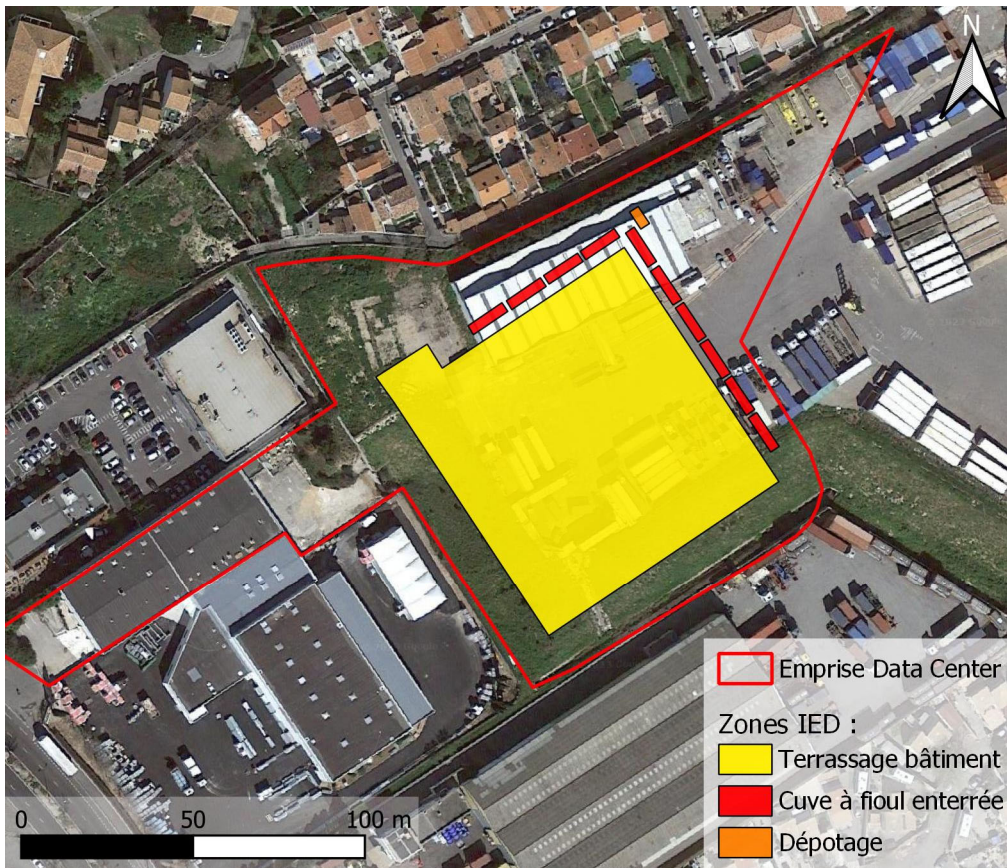 N
Emprise Data Center
Zones IED :
Terrassage bâtiment
Cuve à fioul enterrée
Dépotage
0 50 100 m